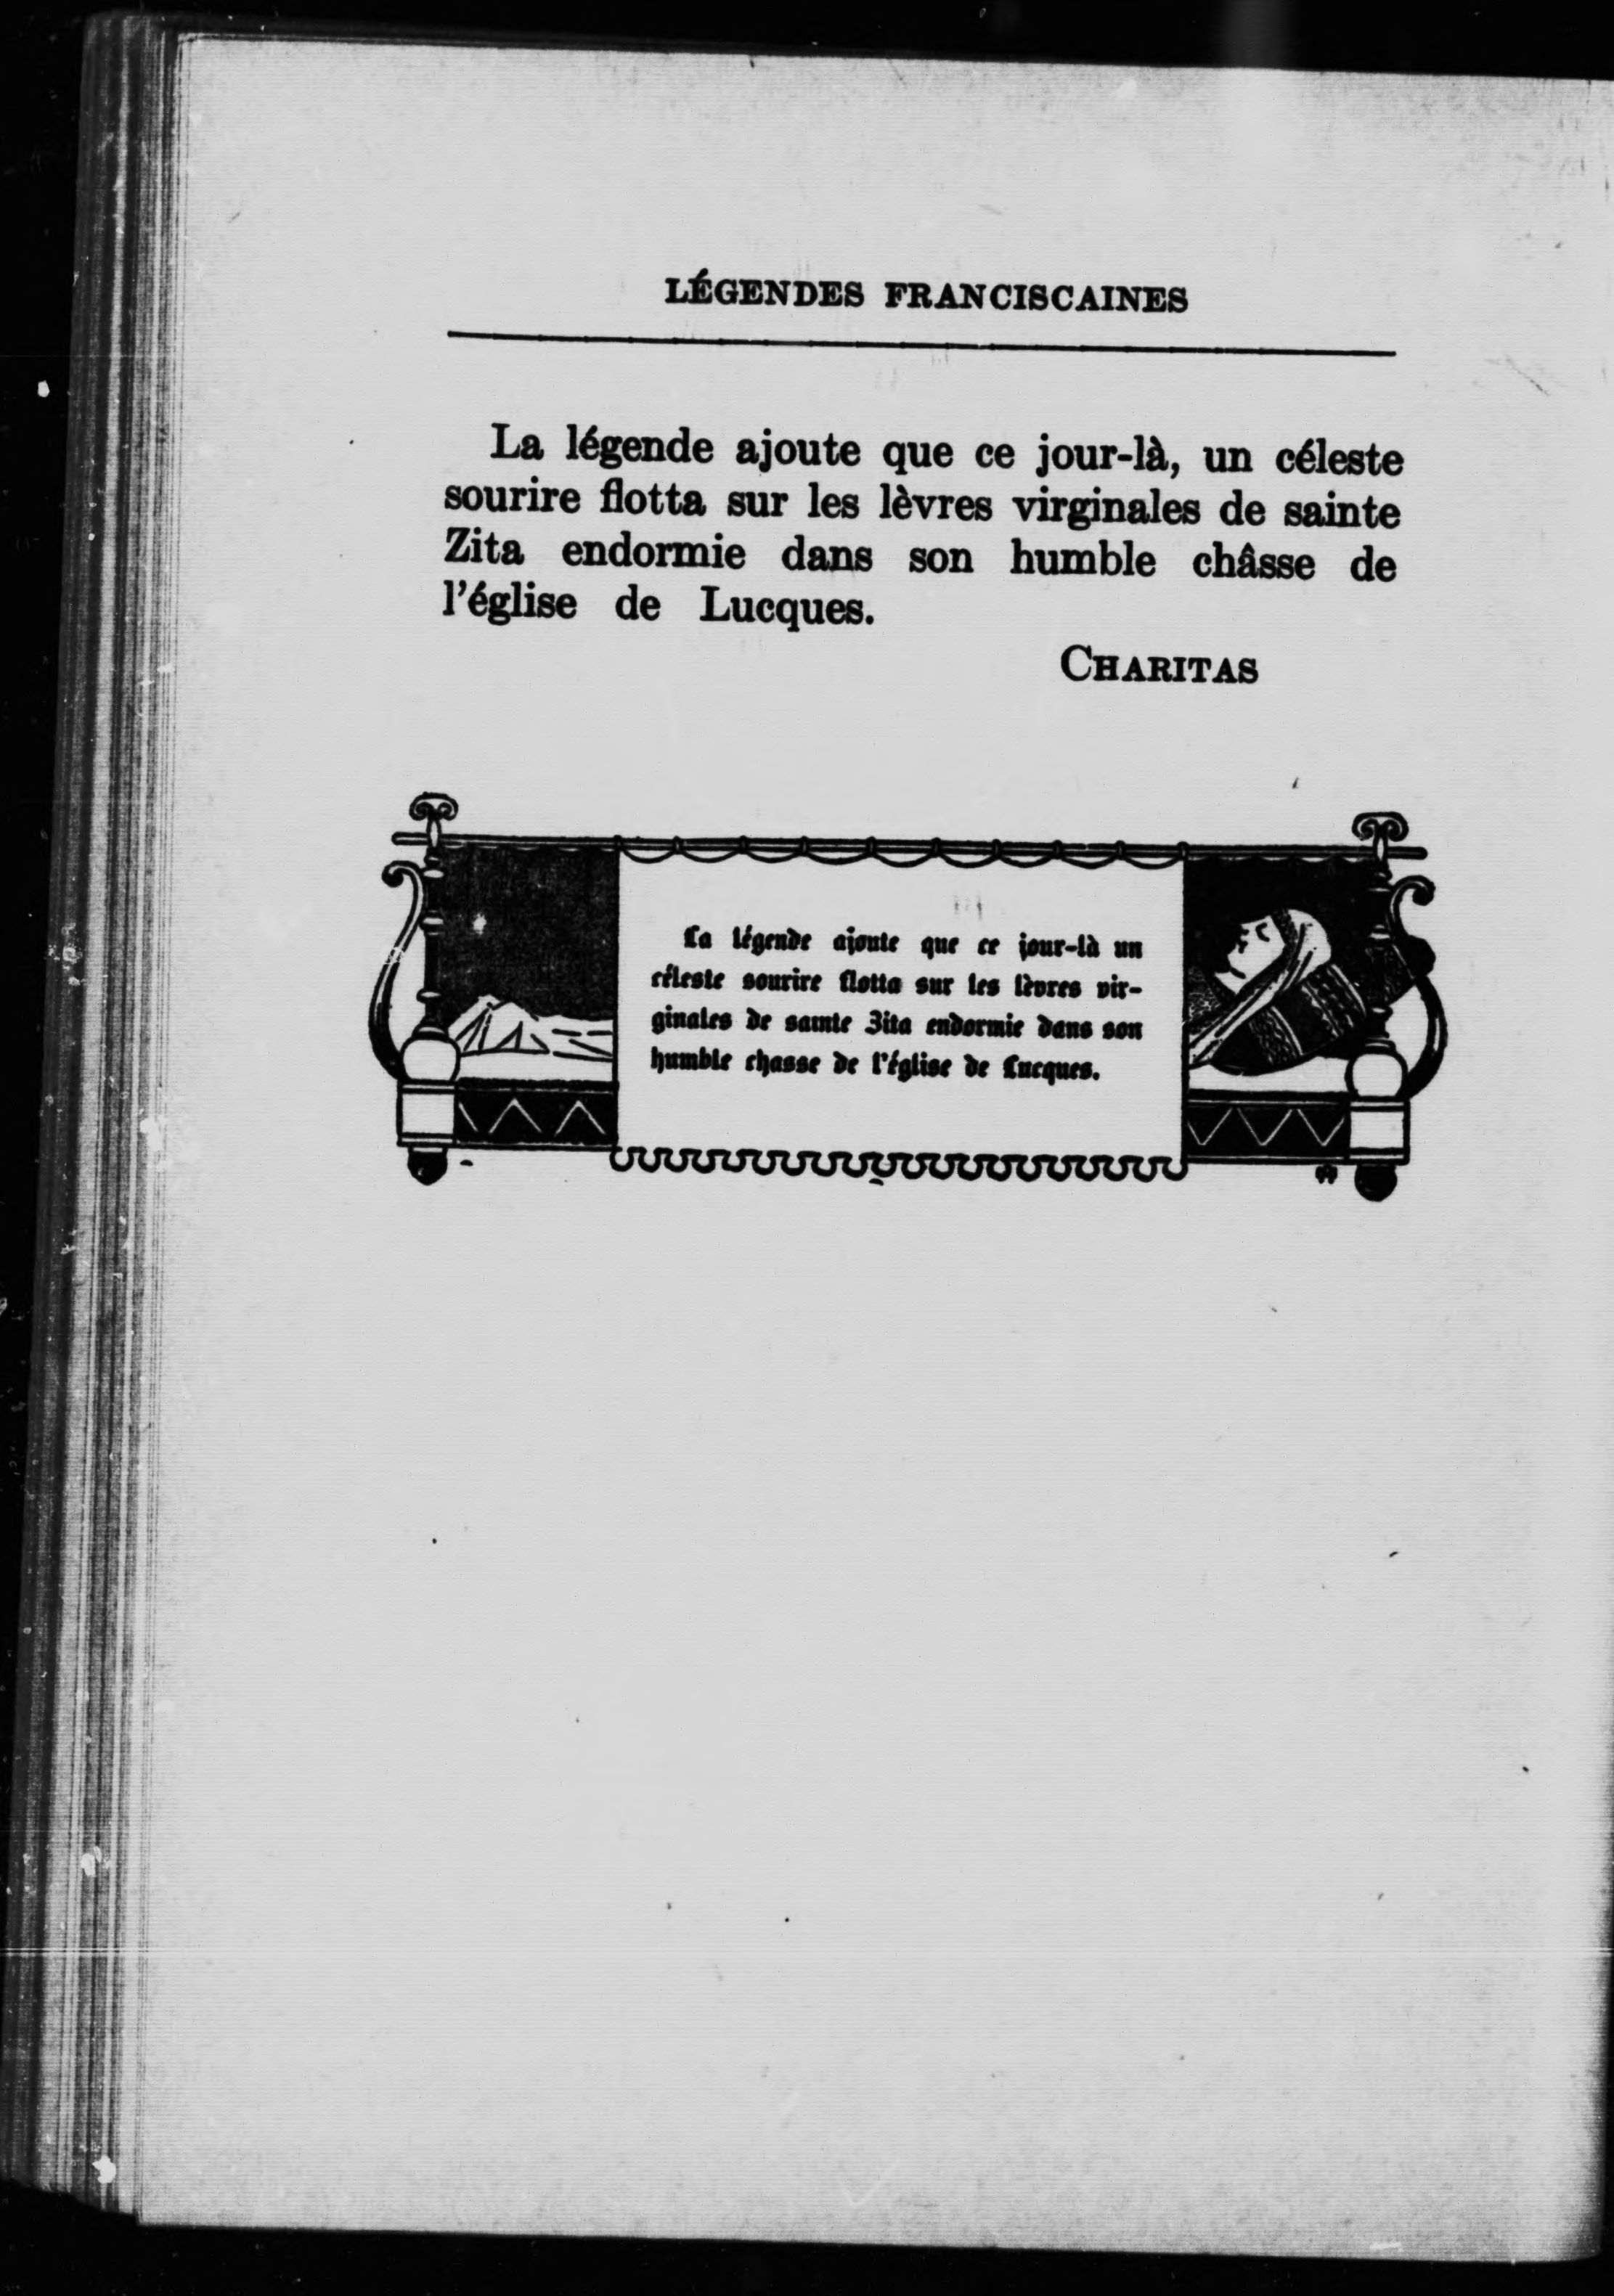 LÉGENDES FRANCISCAINES
La légende ajoute que ce jour-là, un céleste
sourire flotta sur les lèvres virginales de sainte
Zita endormie dans son humble châsse de
l'église de Lucques.
CHARITAS
La légende ajoute que ce jour-là un
céleste sourire flotta sur les lèvres vir-
ginales de sainte Zita endormie dans son
humble chasse de l'église de Lucques.